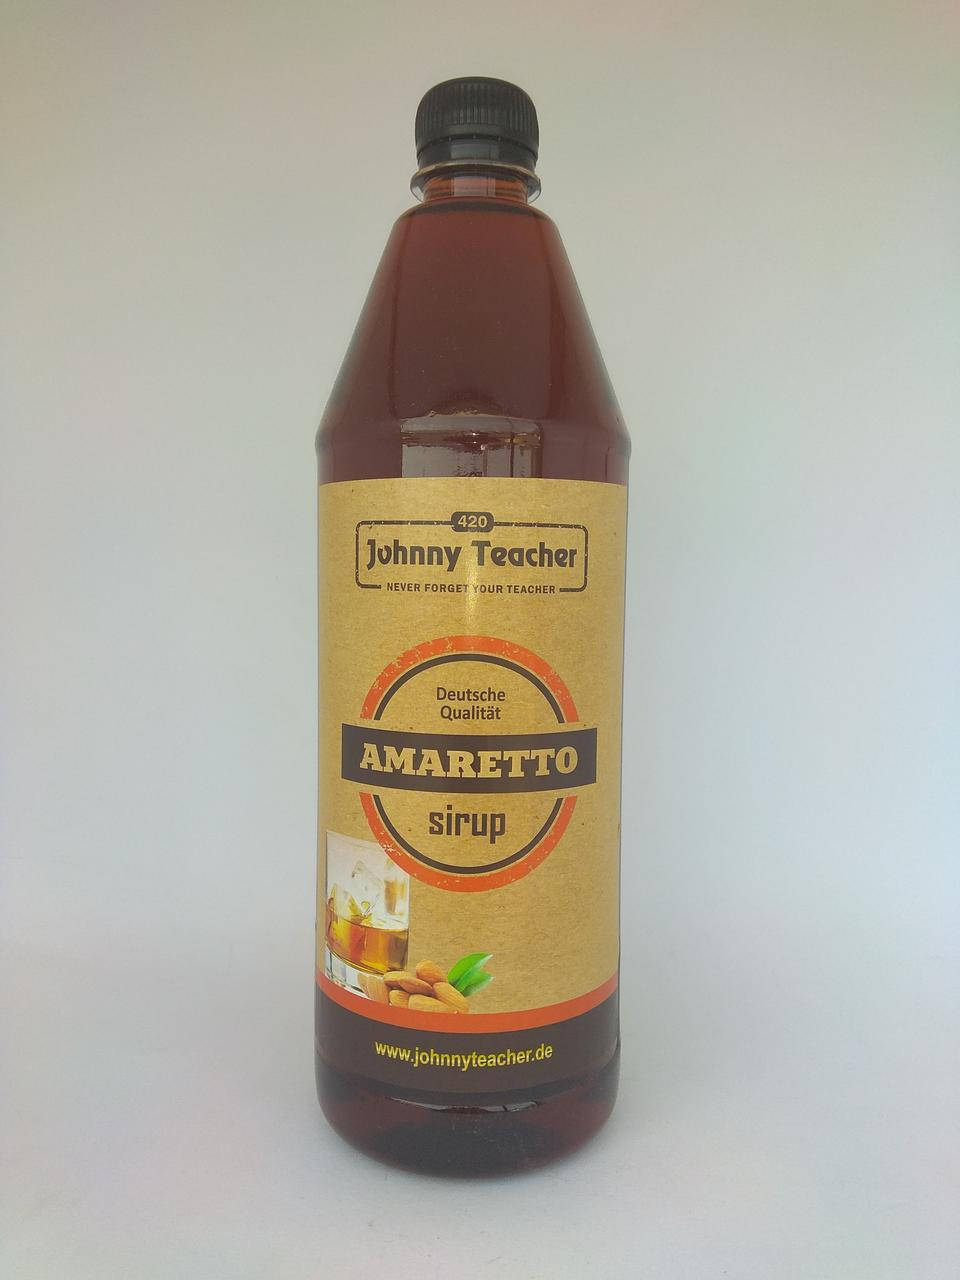 420
Johnny Teacher
NEVER FORGET YOUR TEACHER
Deutsche
Qualität
AMARETTO
sirup
www.johnnyteacher.de